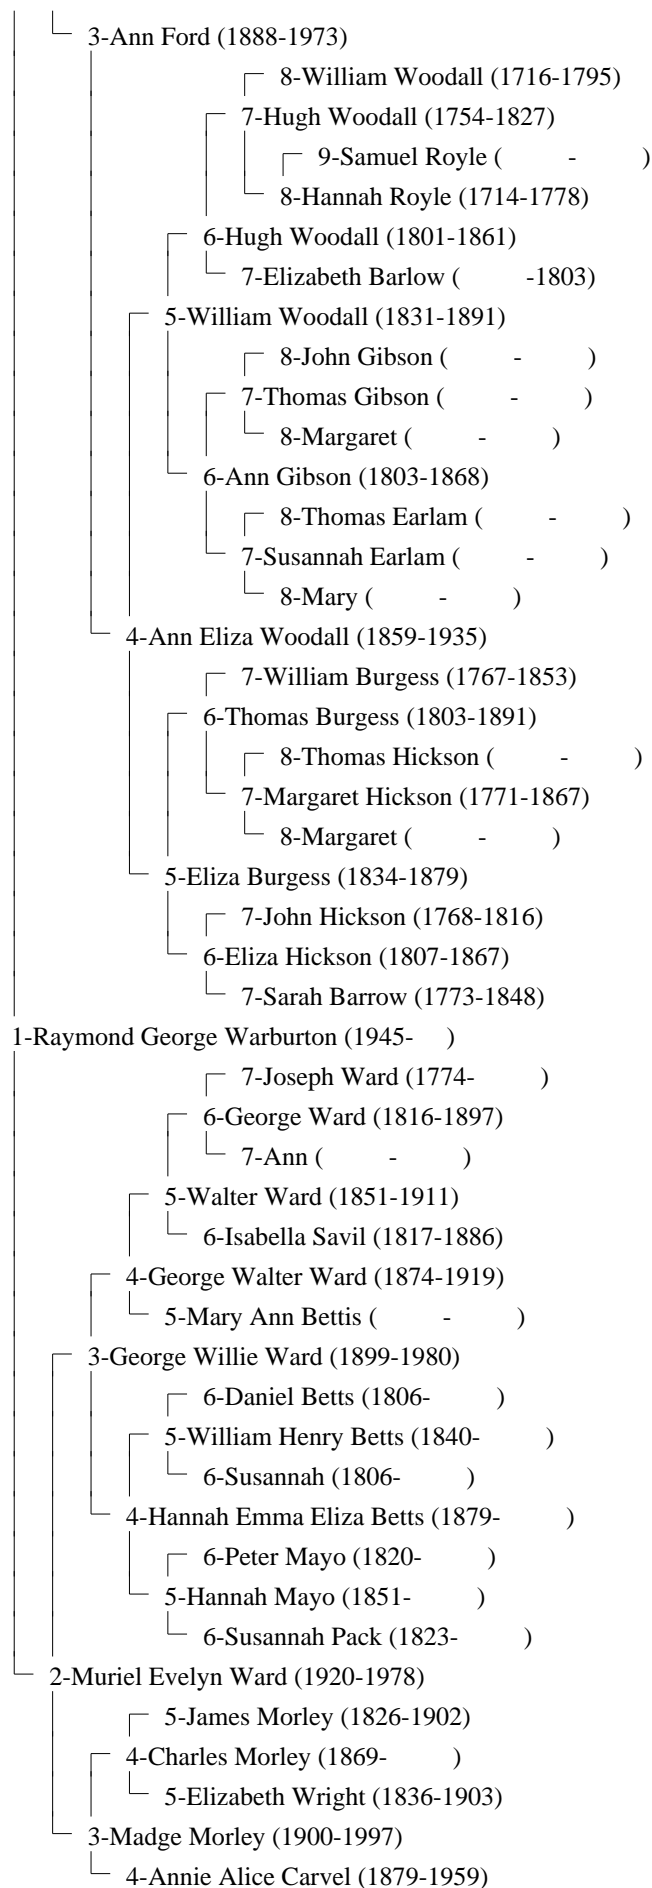 3-Ann Ford (1888-1973)
8-William Woodall (1716-1795)
7-Hugh Woodall (1754-1827)
9-Samuel Royle ( - )
8-Hannah Royle (1714-1778)
6-Hugh Woodall (1801-1861)
7-Elizabeth Barlow ( -1803)
5-William Woodall (1831-1891)
8-John Gibson ( - )
7-Thomas Gibson ( - )
8-Margaret ( - )
6-Ann Gibson (1803-1868)
8-Thomas Earlam ( - )
7-Susannah Earlam ( - )
8-Mary ( - )
4-Ann Eliza Woodall (1859-1935)
7-William Burgess (1767-1853)
6-Thomas Burgess (1803-1891)
8-Thomas Hickson ( - )
7-Margaret Hickson (1771-1867)
8-Margaret ( - )
5-Eliza Burgess (1834-1879)
7-John Hickson (1768-1816)
6-Eliza Hickson (1807-1867)
7-Sarah Barrow (1773-1848)
1-Raymond George Warburton (1945- )
7-Joseph Ward (1774- )
6-George Ward (1816-1897)
7-Ann ( - )
5-Walter Ward (1851-1911)
6-Isabella Savil (1817-1886)
4-George Walter Ward (1874-1919)
5-Mary Ann Bettis ( - )
3-George Willie Ward (1899-1980)
6-Daniel Betts (1806- )
5-William Henry Betts (1840- )
6-Susannah (1806- )
4-Hannah Emma Eliza Betts (1879- )
6-Peter Mayo (1820- )
5-Hannah Mayo (1851- )
6-Susannah Pack (1823- )
2-Muriel Evelyn Ward (1920-1978)
5-James Morley (1826-1902)
4-Charles Morley (1869- )
5-Elizabeth Wright (1836-1903)
3-Madge Morley (1900-1997)
4-Annie Alice Carvel (1879-1959)